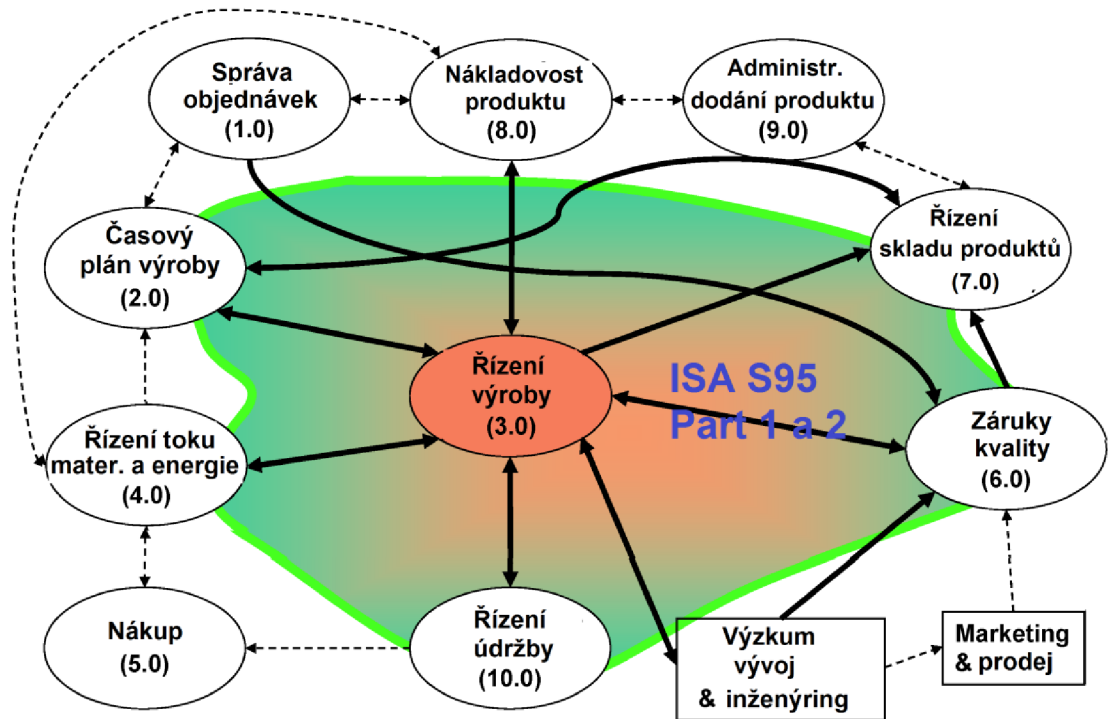 Správa
objednávek
(1.0)
Nákladovost
produktu
(8.0)
Administr.
dodání produktu
(9.0)
Časový
plán výroby
(2.0)
Řízení
skladu produktů
(7.0)
Řízení
výroby
(3.0)
ISA S95
Part 1 a 2
Řízení toku
mater. a energie
(4.0)
Záruky
kvality
(6.0)
Nákup
(5.0)
Řízení
údržby
(10.0)
Výzkum
vývoj
& inženýring
Marketing
& prodej